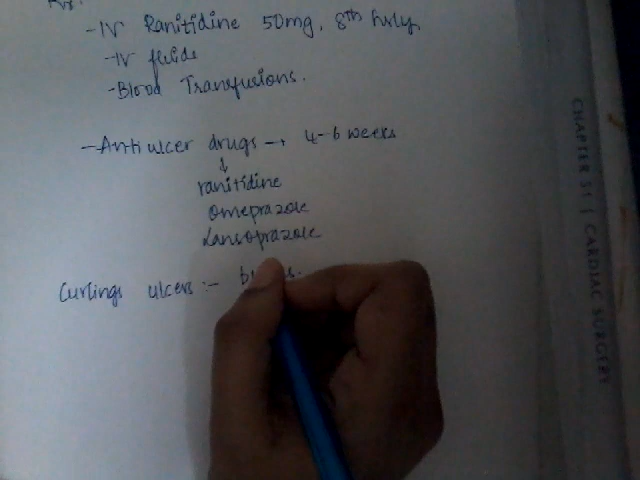 - IV Ranitidine 50mg, 8th hrly,
- IV fluids
- Blood Transfusions.
- Anti ulcer drugs → 4-6 weeks
↓
ranitidine
omeprazole
Lansoprazole
Curlings ulcers :-
CHAPTER 51 | CARDIAC SURGERY